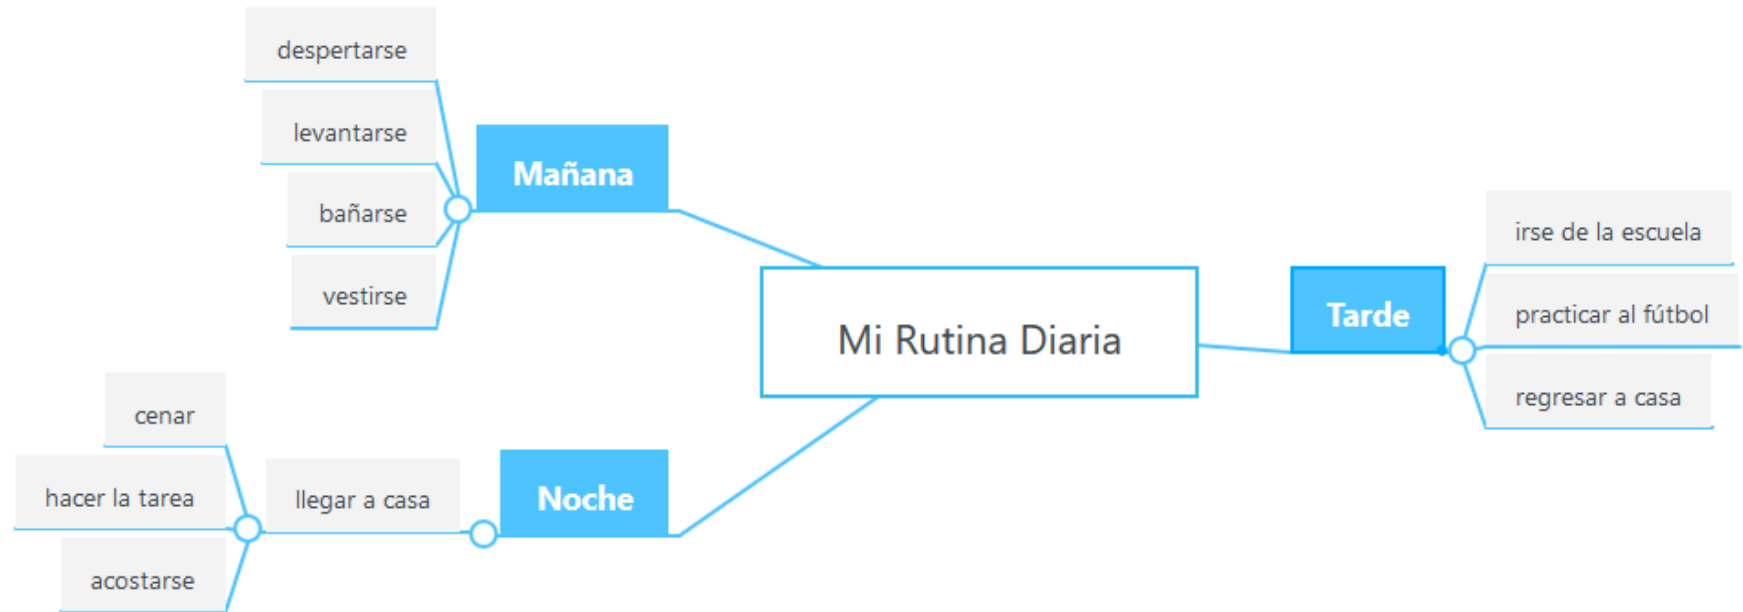 despertarse
levantarse
bañarse
vestirse
Mañana
Mi Rutina Diaria
Tarde
irse de la escuela
practicar al fútbol
regresar a casa
Noche
llegar a casa
cenar
hacer la tarea
acostarse